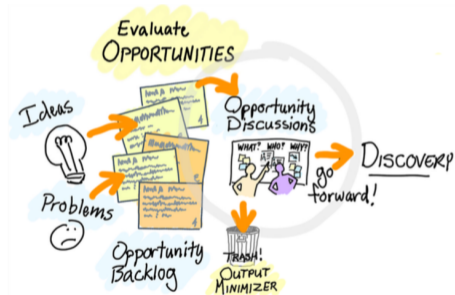 Evaluate
OPPORTUNITIES
Ideas
Opportunity
Discussions
WHAT? WHO? WHY?
go
forward!
DISCOVERY
Problems
Opportunity
Backlog
TRASH!
OUTPUT
MINIMIZER